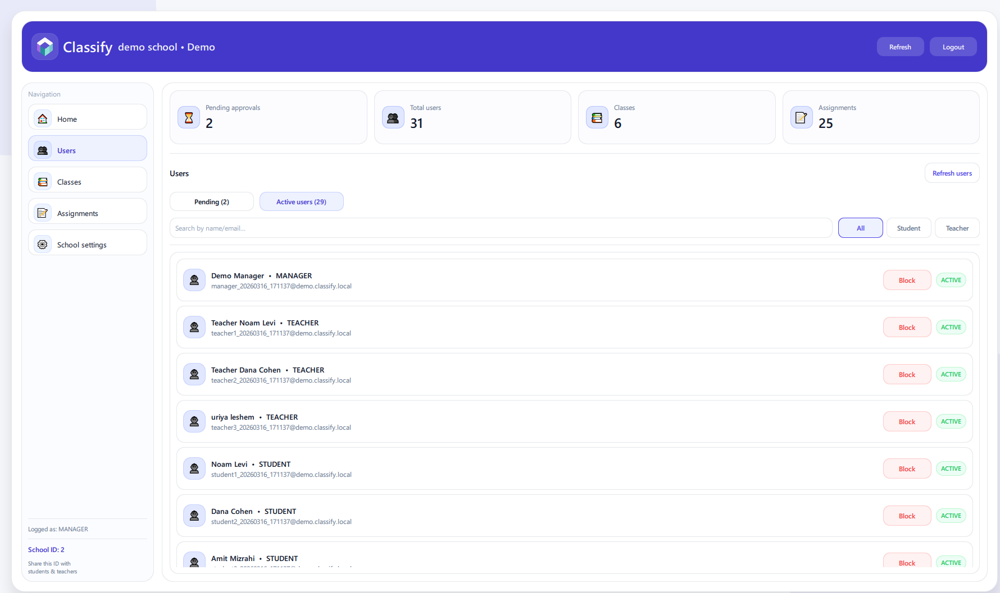 Classify demo school • Demo
Refresh
Logout
Navigation
Home
Users
Classes
Assignments
School settings
Logged as: MANAGER
School ID: 2
Share this ID with
students & teachers
Pending approvals
2
Total users
31
Classes
6
Assignments
25
Users
Refresh users
Pending (2)
Active users (29)
Search by name/email...
All
Student
Teacher
Demo Manager • MANAGER
manager_20260316_171137@demo.classify.local
Block
ACTIVE
Teacher Noam Levi • TEACHER
teacher1_20260316_171137@demo.classify.local
Block
ACTIVE
Teacher Dana Cohen • TEACHER
teacher2_20260316_171137@demo.classify.local
Block
ACTIVE
uriya leshem • TEACHER
teacher3_20260316_171137@demo.classify.local
Block
ACTIVE
Noam Levi • STUDENT
student1_20260316_171137@demo.classify.local
Block
ACTIVE
Dana Cohen • STUDENT
student2_20260316_171137@demo.classify.local
Block
ACTIVE
Amit Mizrahi • STUDENT
Block
ACTIVE